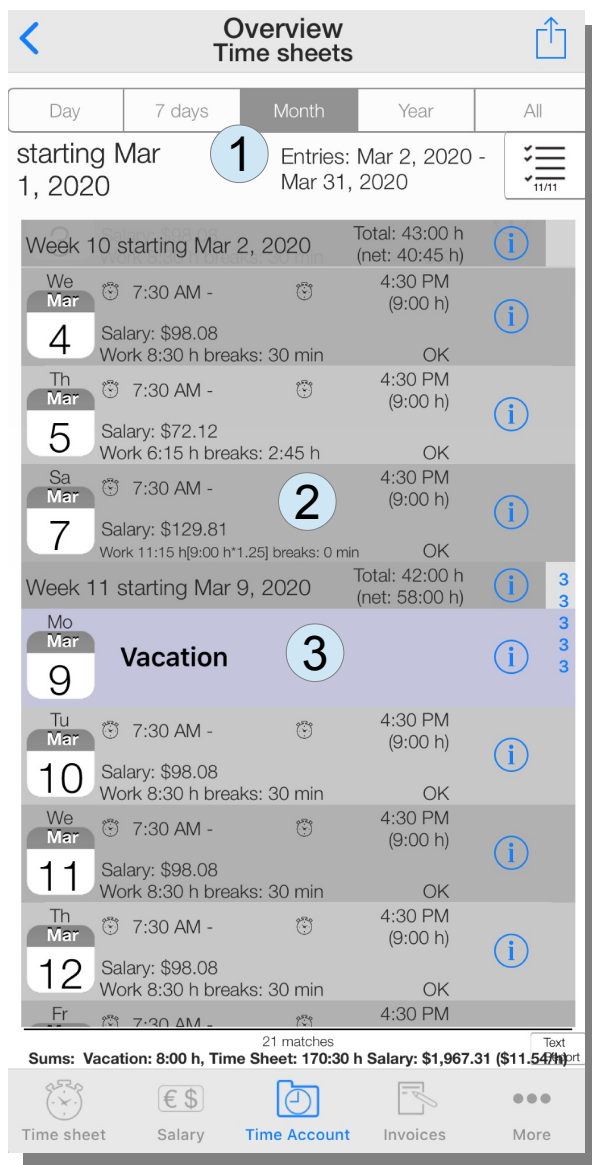 Overview
Time sheets
Day 7 days Month Year All
starting Mar 1, 2020
1
Entries: Mar 2, 2020 -
Mar 31, 2020
11/11
Week 10 starting Mar 2, 2020 Total: 43:00 h
(net: 40:45 h) i
We
Mar
4
7:30 AM - 4:30 PM
(9:00 h) i
Salary: $98.08
Work 8:30 h breaks: 30 min OK
Th
Mar
5
7:30 AM - 4:30 PM
(9:00 h) i
Salary: $72.12
Work 6:15 h breaks: 2:45 h OK
Sa
Mar
7
7:30 AM - 2 4:30 PM
(9:00 h) i
Salary: $129.81
Work 11:15 h[9:00 h*1.25] breaks: 0 min OK
Week 11 starting Mar 9, 2020 Total: 42:00 h
(net: 58:00 h) i
3
3
3
3
3
Mo
Mar
9
Vacation 3 i
Tu
Mar
10
7:30 AM - 4:30 PM
(9:00 h) i
Salary: $98.08
Work 8:30 h breaks: 30 min OK
We
Mar
11
7:30 AM - 4:30 PM
(9:00 h) i
Salary: $98.08
Work 8:30 h breaks: 30 min OK
Th
Mar
12
7:30 AM - 4:30 PM
(9:00 h) i
Salary: $98.08
Work 8:30 h breaks: 30 min OK
Fr
7:30 AM 4:30 PM
21 matches
Text
Sums: Vacation: 8:00 h, Time Sheet: 170:30 h Salary: $1,967.31 ($11.54/h)
€ $
Time sheet Salary Time Account Invoices More